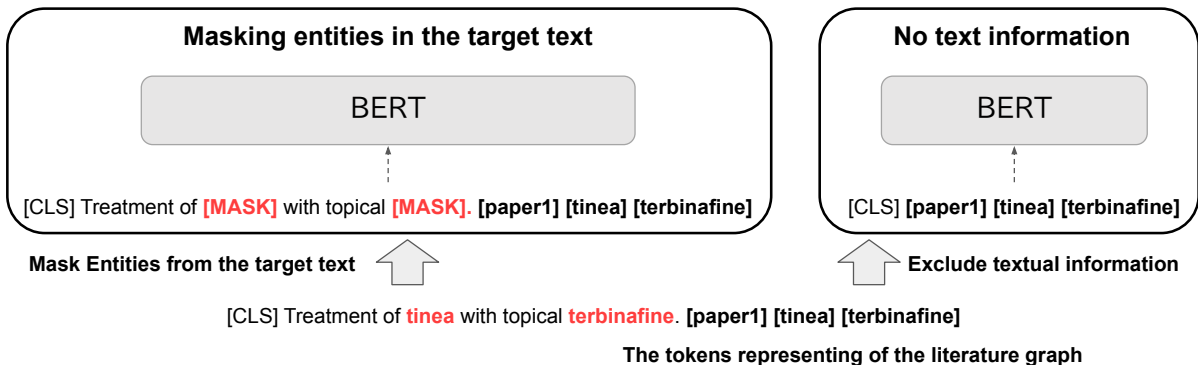 Masking entities in the target text
BERT
[CLS] Treatment of [MASK] with topical [MASK]. [paper1] [tinea] [terbinafine]
No text information
BERT
[CLS] [paper1] [tinea] [terbinafine]
Mask Entities from the target text
Exclude textual information
[CLS] Treatment of tinea with topical terbinafine. [paper1] [tinea] [terbinafine]
The tokens representing of the literature graph